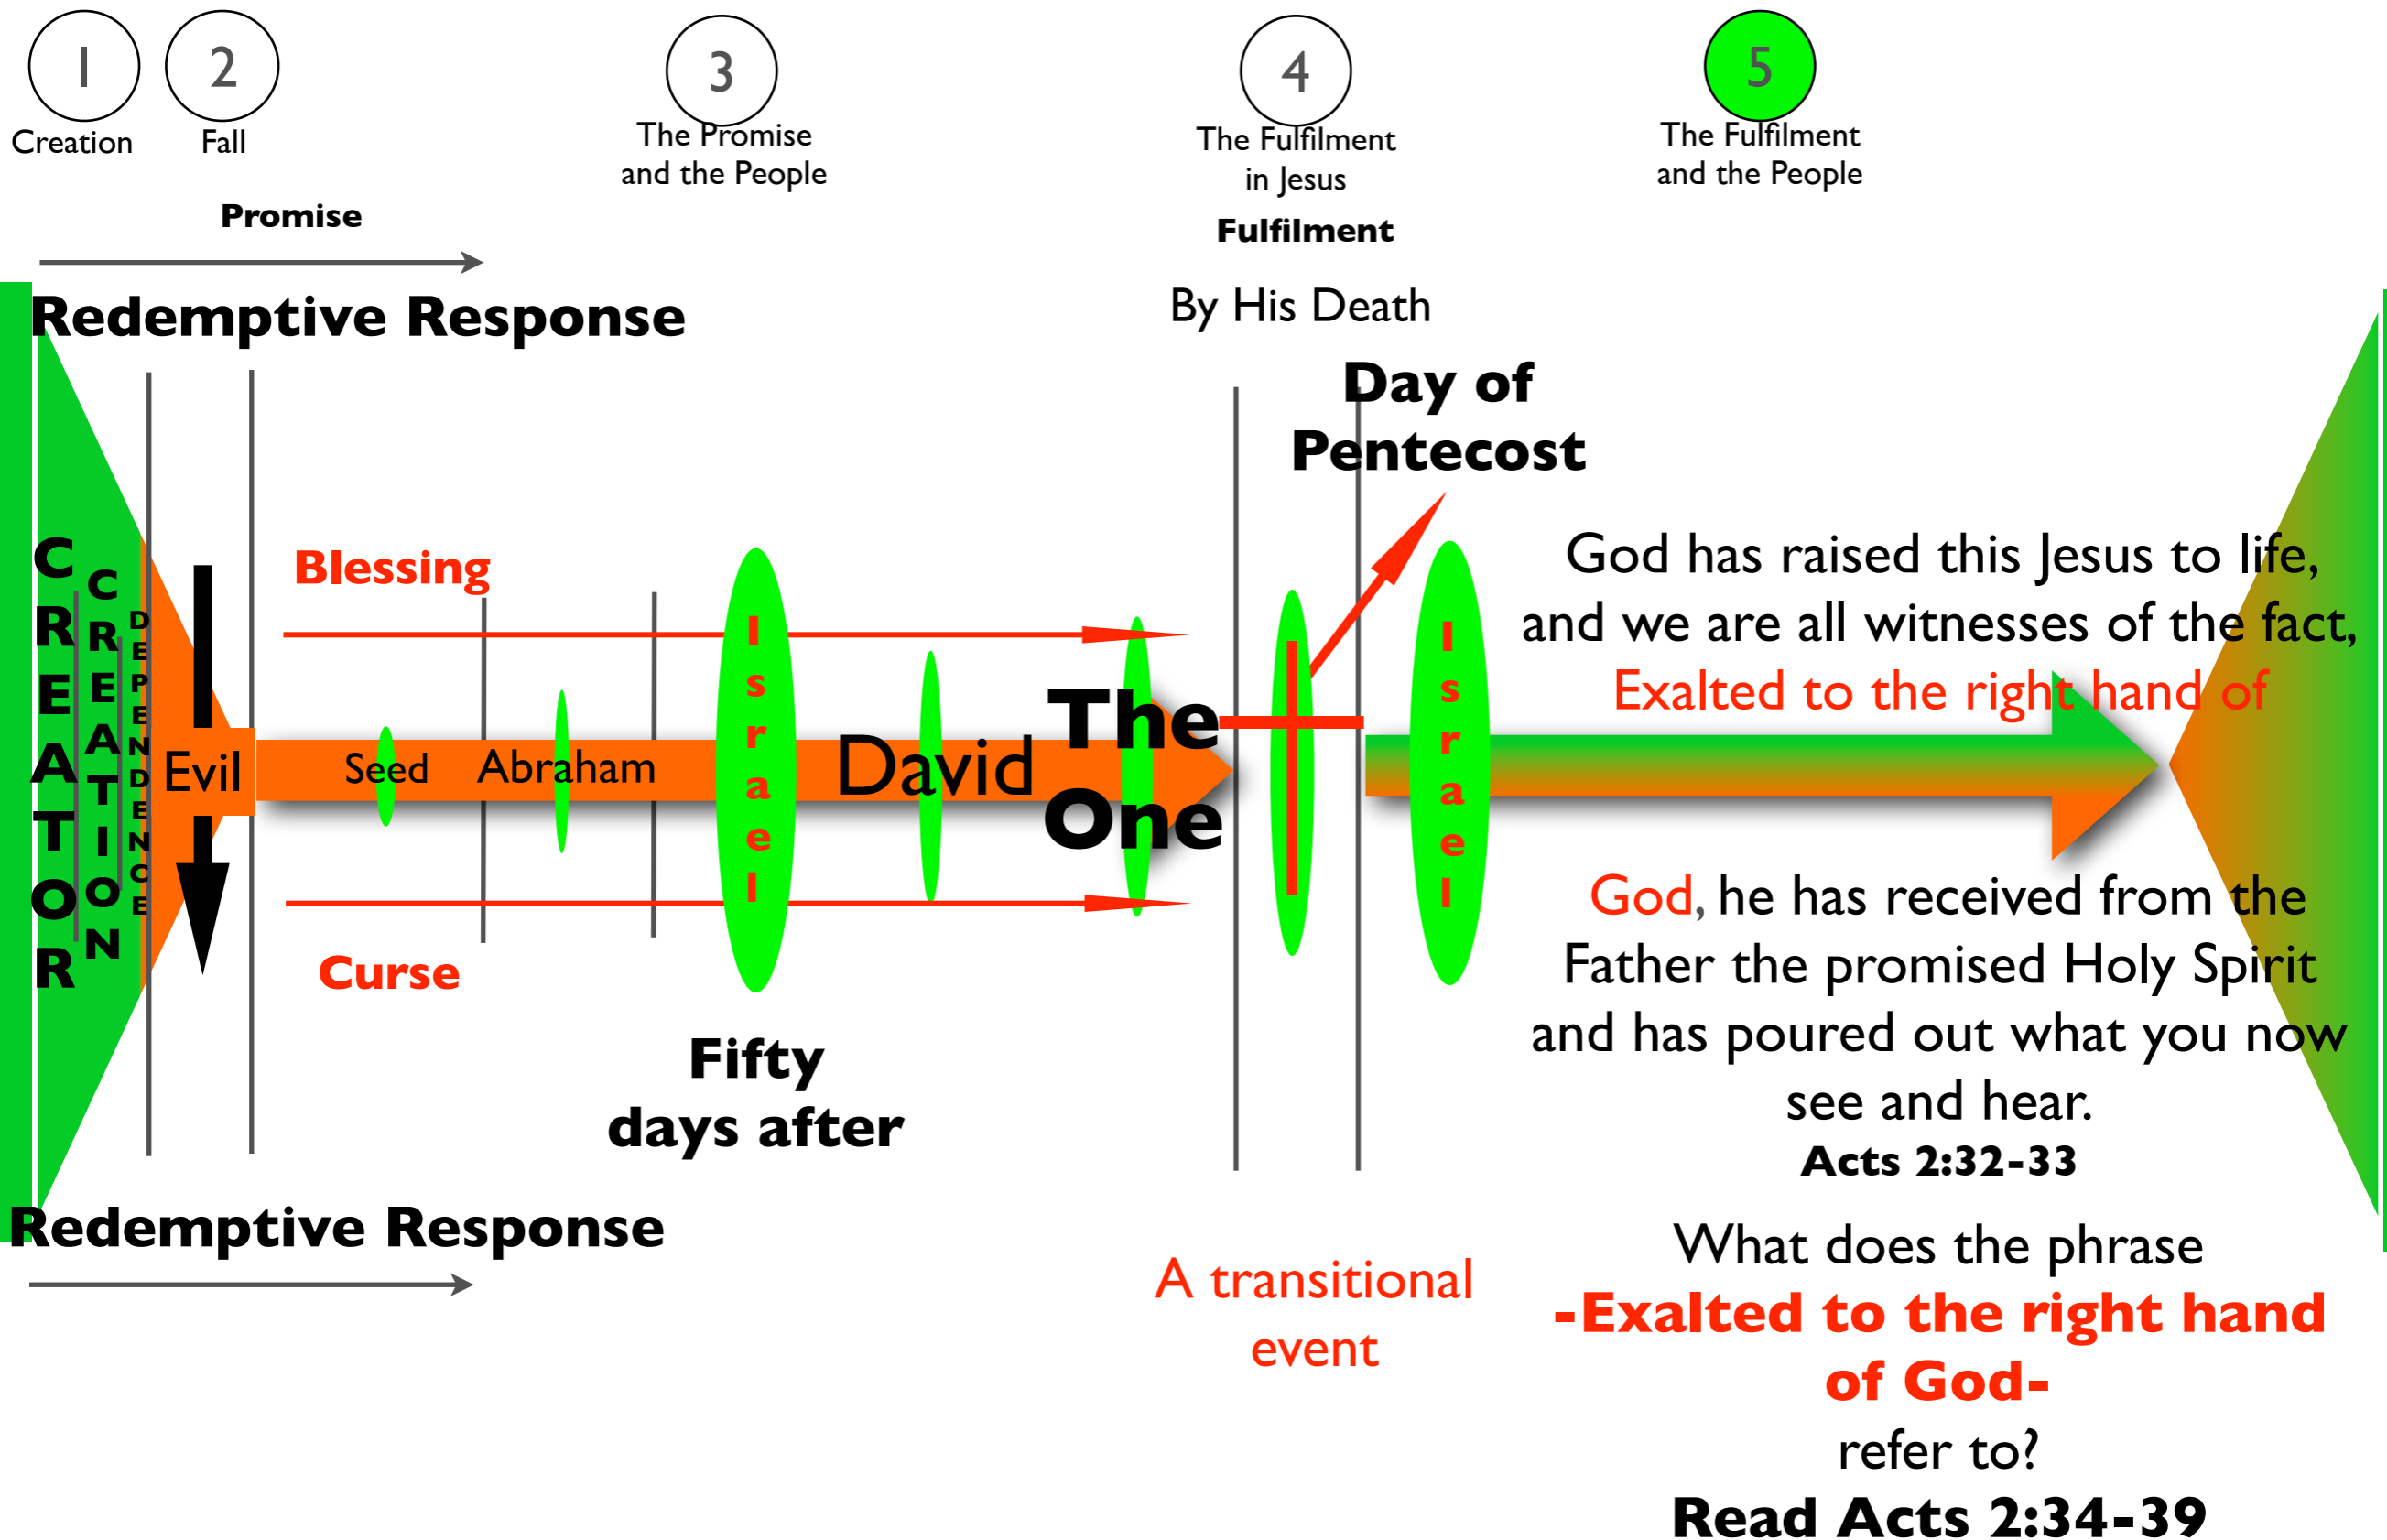 1
2
3
4
5
Creation
Fall
The Promise
and the People
The Fulfilment
in Jesus
The Fulfilment
and the People
Promise
Fulfilment
Redemptive Response
By His Death
Day of
Pentecost
CREATOR
CREATION
DEPENDENCE
Evil
Blessing
Seed
Abraham
Israel
David
The
One
Israel
Curse
God has raised this Jesus to life,
and we are all witnesses of the fact,
Exalted to the right hand of
God, he has received from the
Father the promised Holy Spirit
and has poured out what you now
see and hear.
Acts 2:32-33
Fifty
days after
Redemptive Response
A transitional
event
What does the phrase
-Exalted to the right hand
of God-
refer to?
Read Acts 2:34-39